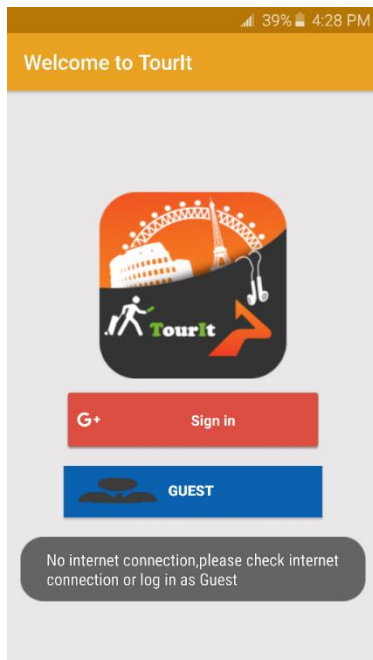 39% 4:28 PM
Welcome to TourIt
TourIt
G+ Sign in
GUEST
No internet connection,please check internet
connection or log in as Guest